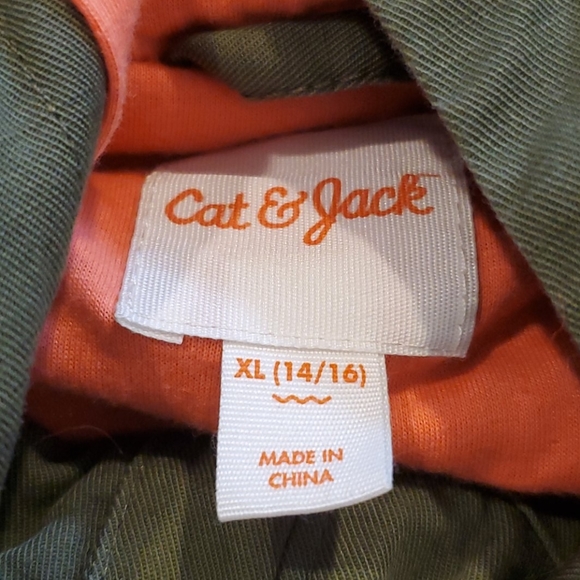 Cat & Jack
XL (14/16)
MADE IN
CHINA